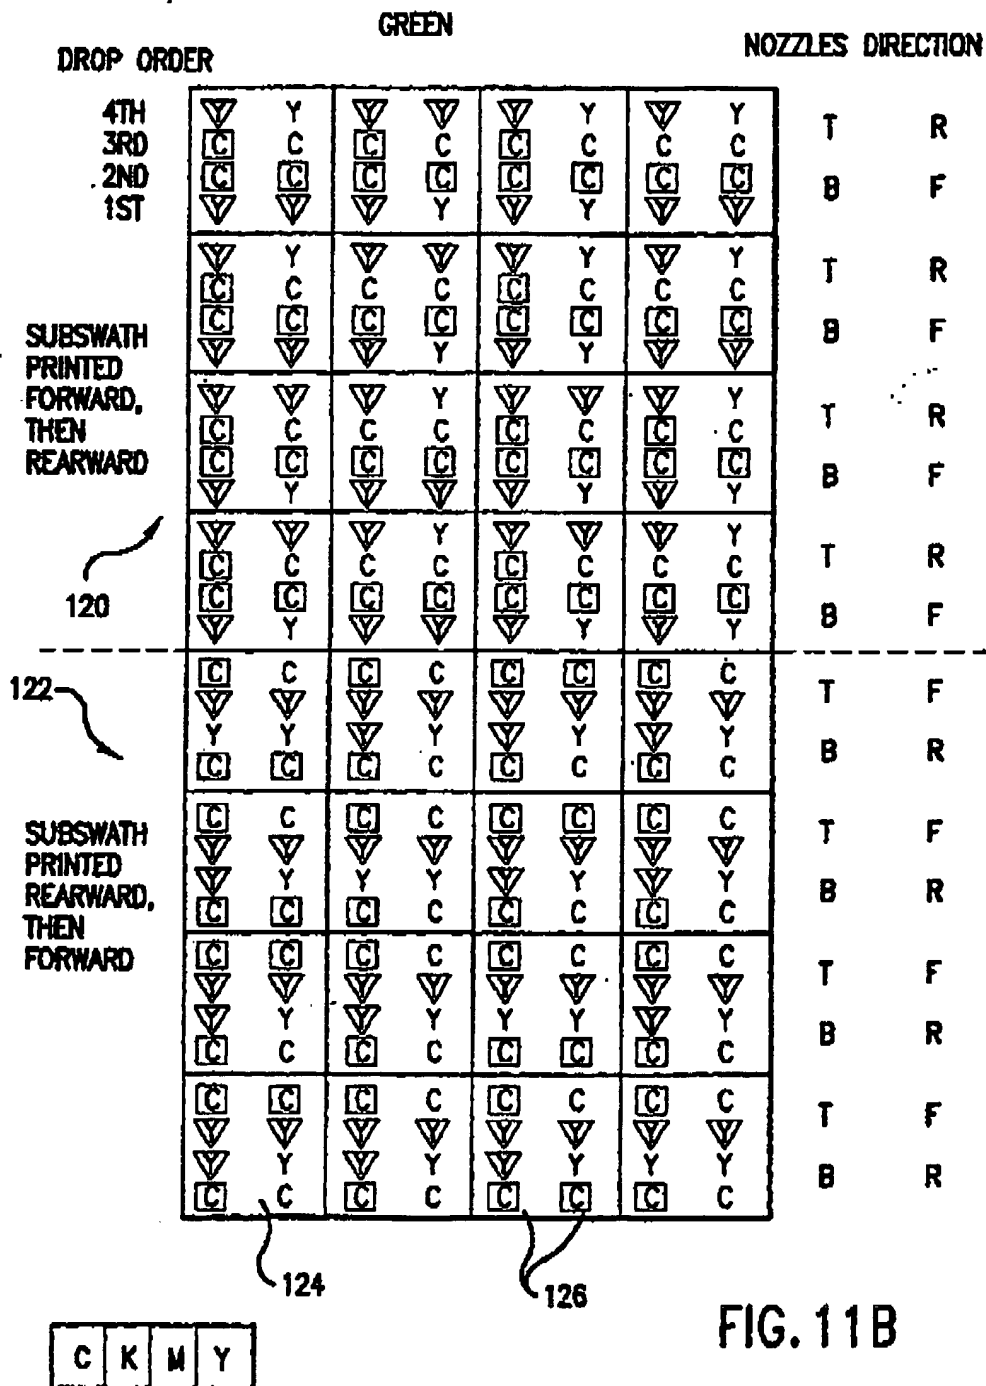 GREEN
DROP ORDER
NOZZLES DIRECTION
4TH Y Y Y Y Y Y Y Y
3RD C C C C C C C C T R
2ND C C C C C C C C B F
1ST Y Y Y Y Y Y Y Y
Y Y Y Y Y Y Y Y
C C C C C C C C T R
C C C C C C C C B F
Y Y Y Y Y Y Y Y
SUBSWATH
PRINTED
FORWARD,
THEN
REARWARD
Y Y Y Y Y Y Y Y
C C C C C C C C T R
C C C C C C C C B F
Y Y Y Y Y Y Y Y
Y Y Y Y Y Y Y Y
C C C C C C C C T R
C C C C C C C C B F
Y Y Y Y Y Y Y Y
120
122
C C C C C C C C T F
Y Y Y Y Y Y Y Y
Y Y Y Y Y Y Y Y B R
C C C C C C C C
C C C C C C C C T F
Y Y Y Y Y Y Y Y
Y Y Y Y Y Y Y Y B R
C C C C C C C C
SUBSWATH
PRINTED
REARWARD,
THEN
FORWARD
C C C C C C C C T F
Y Y Y Y Y Y Y Y
Y Y Y Y Y Y Y Y B R
C C C C C C C C
C C C C C C C C T F
Y Y Y Y Y Y Y Y
Y Y Y Y Y Y Y Y B R
C C C C C C C C
124
126
FIG. 11B
C K M Y